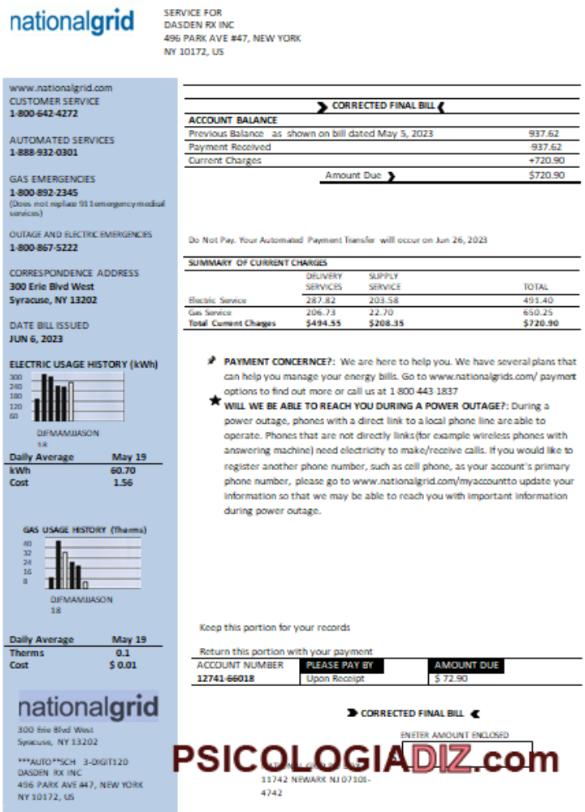 nationalgrid
SERVICE FOR
DASDEN RX INC
496 PARK AVE #47, NEW YORK
NY 10172, US
www.nationalgrid.com
CUSTOMER SERVICE
1-800-642-4272
AUTOMATED SERVICES
1-888-932-0301
GAS EMERGENCIES
1-800-892-2345
(Does not replace 911emergency medical
services)
OUTAGE AND ELECTRIC EMERGENCIES
1-800-867-5222
CORRESPONDENCE ADDRESS
300 Erie Blvd West
Syracuse, NY 13202
DATE BILL ISSUED
JUN 6, 2023
ELECTRIC USAGE HISTORY (kWh)
300
240
180
120
60
DJFMAMJJASON
18
Daily Average May 19
kWh 60.70
Cost 1.56
GAS USAGE HISTORY (Therms)
40
32
24
16
8
DJFMAMJJASON
18
Daily Average May 19
Therms 0.1
Cost $ 0.01
nationalgrid
300 Erie Blvd West
Syracuse, NY 13202
***AUTO**SCH 3-DIGIT120
DASDEN RX INC
496 PARK AVE #47, NEW YORK
NY 10172, US
CORRECTED FINAL BILL
ACCOUNT BALANCE
Previous Balance as shown on bill dated May 5, 2023 937.62
Payment Received -937.62
Current Charges +720.90
Amount Due $720.90
Do Not Pay. Your Automated Payment Transfer will occur on Jun 26, 2023
SUMMARY OF CURRENT CHARGES
DELIVERY SUPPLY
SERVICES SERVICE TOTAL
Electric Service 287.82 203.58 491.40
Gas Service 206.73 22.70 650.25
Total Current Charges $494.55 $208.35 $720.90
PAYMENT CONCERNCE?: We are here to help you. We have several plans that
can help you manage your energy bills. Go to www.nationalgrids.com/ payment
options to find out more or call us at 1 800 443-1837
WILL WE BE ABLE TO REACH YOU DURING A POWER OUTAGE?: During a
power outage, phones with a direct link to a local phone line are able to
operate. Phones that are not directly links(for example wireless phones with
answering machine) need electricity to make/receive calls. If you would like to
register another phone number, such as cell phone, as your account's primary
phone number, please go to www.nationalgrid.com/myaccountto update your
information so that we may be able to reach you with important information
during power outage.
Keep this portion for your records
Return this portion with your payment
ACCOUNT NUMBER PLEASE PAY BY AMOUNT DUE
12741-66018 Upon Receipt $ 72.90
CORRECTED FINAL BILL
ENETER AMOUNT ENCLOSED
PSICOLOGIADIZ.com
11742 NEWARK NJ 07101-
4742